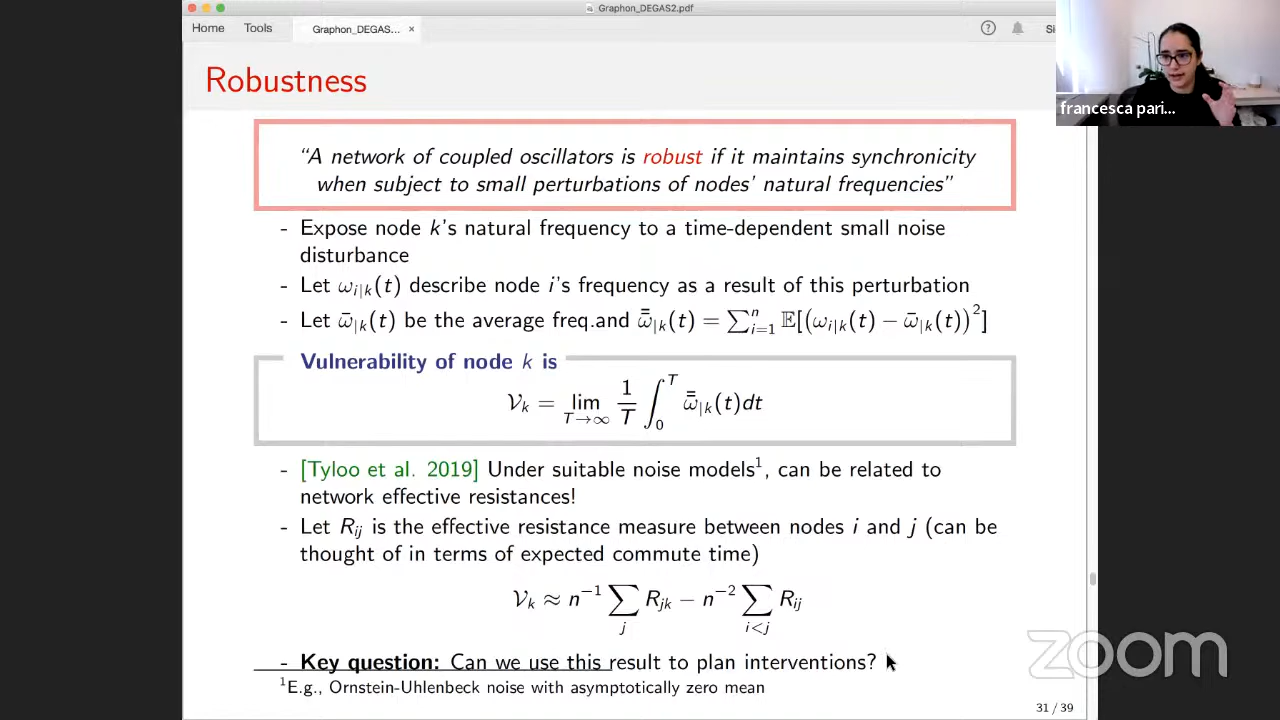 Graphon_DEGAS2.pdf
Home Tools Graphon_DEGAS... ×
Robustness
francesca pari...
“A network of coupled oscillators is robust if it maintains synchronicity
when subject to small perturbations of nodes’ natural frequencies”
- Expose node k’s natural frequency to a time-dependent small noise
disturbance
- Let ω_{i|k}(t) describe node i’s frequency as a result of this perturbation
- Let ω̄_{|k}(t) be the average freq.and ω̿_{|k}(t) = ∑_{i=1}^{n} 𝔼[(ω_{i|k}(t) − ω̄_{|k}(t))²]
Vulnerability of node k is
𝒱_k = lim_{T→∞} 1/T ∫_0^T ω̿_{|k}(t)dt
- [Tyloo et al. 2019] Under suitable noise models¹, can be related to
network effective resistances!
- Let R_{ij} is the effective resistance measure between nodes i and j (can be
thought of in terms of expected commute time)
𝒱_k ≈ n^{−1} ∑_j R_{jk} − n^{−2} ∑_{i<j} R_{ij}
- Key question: Can we use this result to plan interventions?
¹E.g., Ornstein-Uhlenbeck noise with asymptotically zero mean
31 / 39
zoom